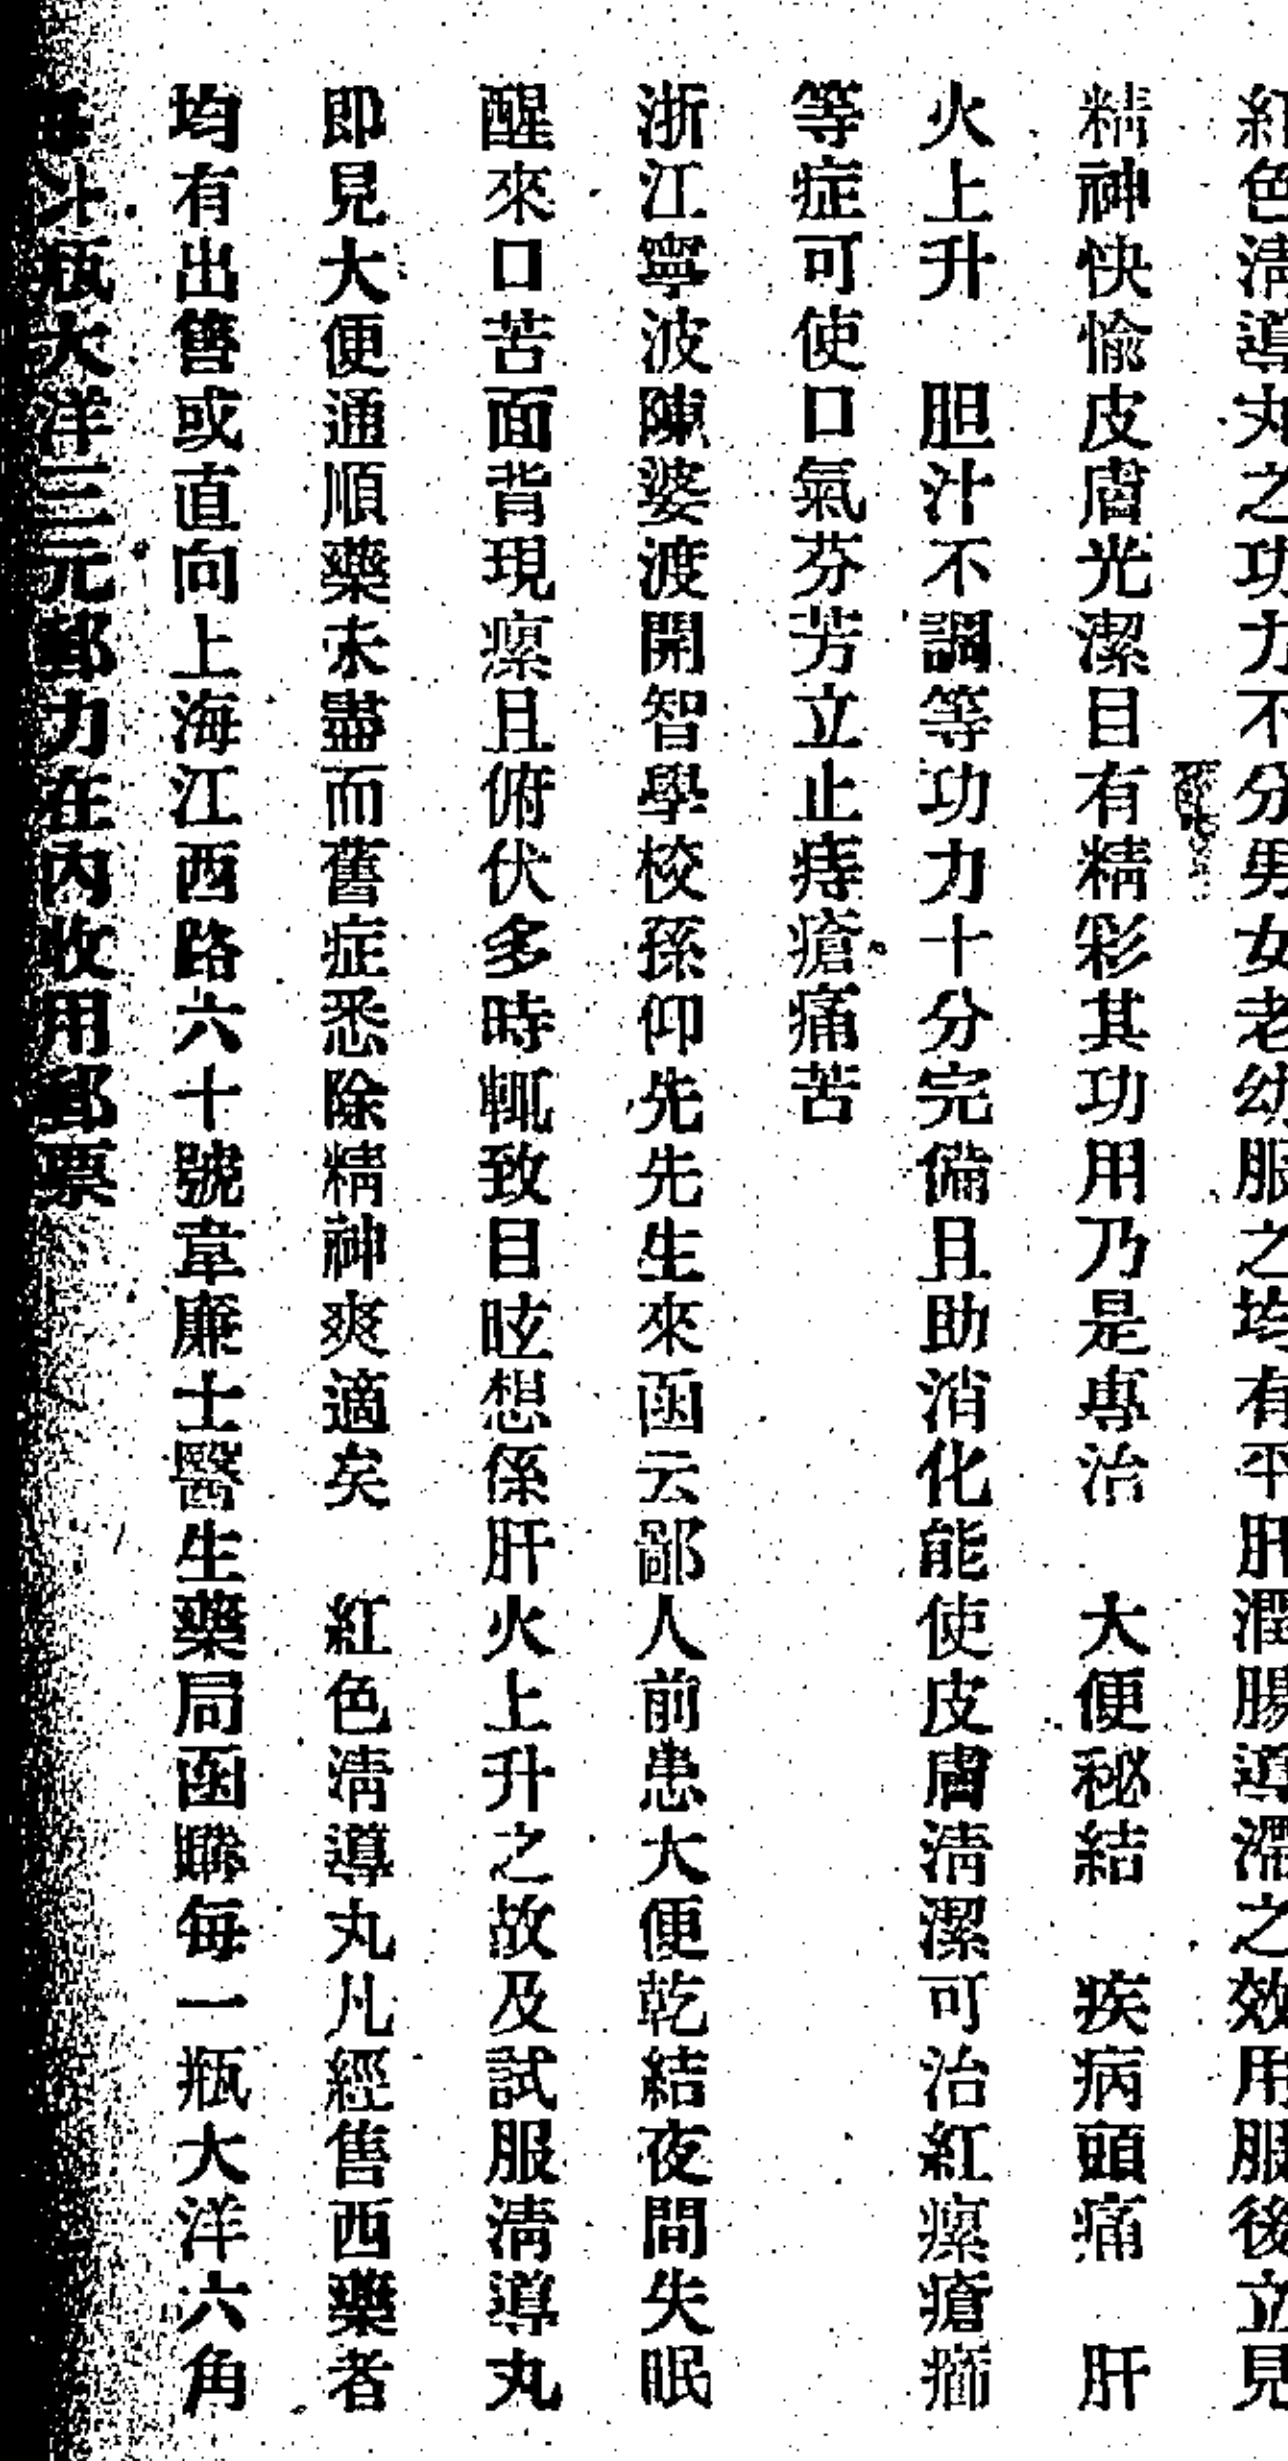 紅色清導丸之功力不分男女老幼服之均有平肝潤腸導滯之效用服後立見
精神快愉皮膚光潔目有精彩其功用乃是專治　大便秘結　疾病頭痛　肝
火上升　胆汁不調等功力十分完備且助消化能使皮膚清潔可治紅瘰瘡癤
等症可使口氣芬芳立止痔瘡痛苦
浙江寧波陳婆渡開智學校孫仰先先生來函云鄙人前患大便乾結夜間失眠
醒來口苦面背現瘰且俯伏多時輒致目眩想係肝火上升之故及試服清導丸
即見大便通順藥未盡而舊症悉除精神爽適矣　紅色清導丸凡經售西藥者
均有出售或直向上海江西路六十號韋廉士醫生藥局函購每一瓶大洋六角
每六瓶大洋三元郵力在內收用郵票